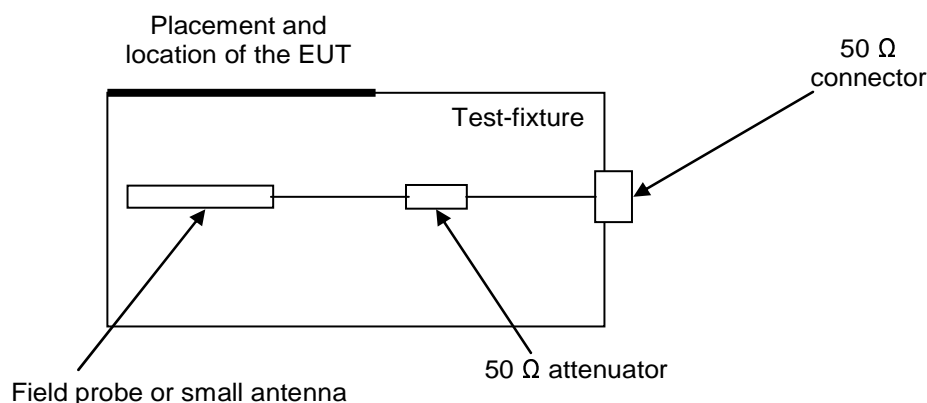 Placement and
location of the EUT
50 Ω
connector
Test-fixture
50 Ω attenuator
Field probe or small antenna